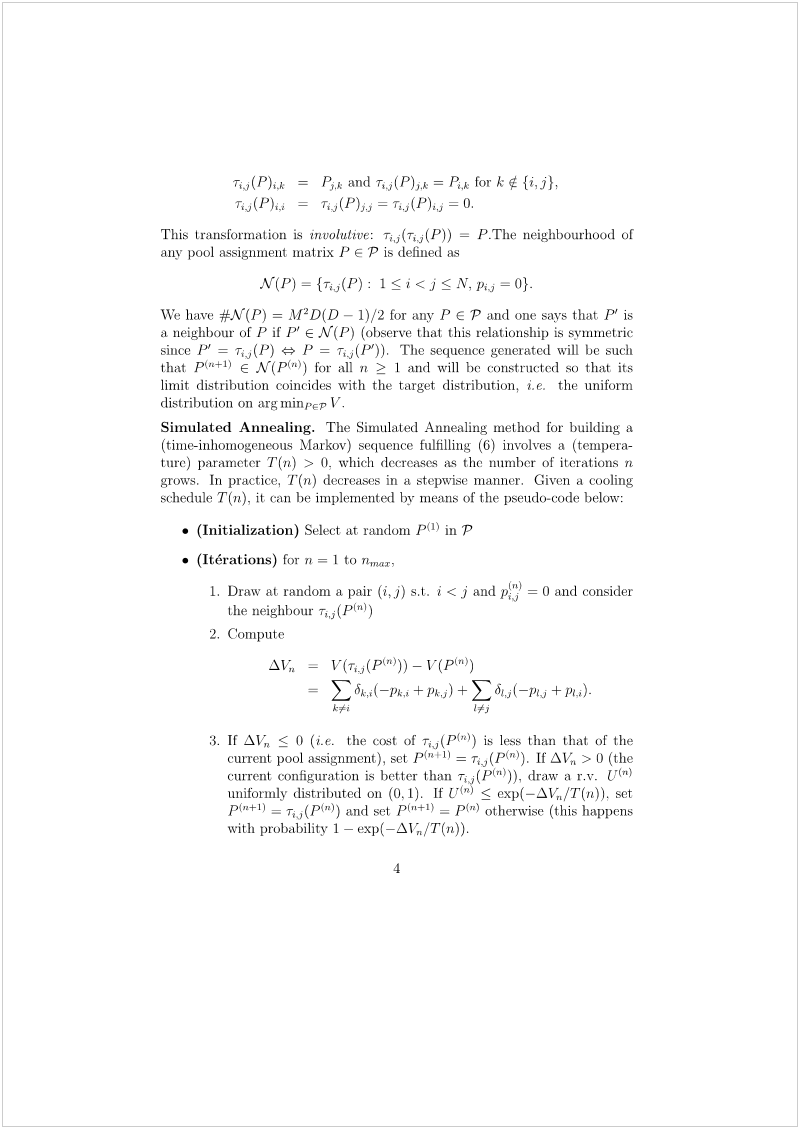 τ_{i,j}(P)_{i,k} = P_{j,k} and τ_{i,j}(P)_{j,k} = P_{i,k} for k ∉ {i, j},
τ_{i,j}(P)_{i,i} = τ_{i,j}(P)_{j,j} = τ_{i,j}(P)_{i,j} = 0.
This transformation is involutive: τ_{i,j}(τ_{i,j}(P)) = P.The neighbourhood of
any pool assignment matrix P ∈ 𝒫 is defined as
𝒩(P) = {τ_{i,j}(P) : 1 ≤ i < j ≤ N, p_{i,j} = 0}.
We have #𝒩(P) = M²D(D − 1)/2 for any P ∈ 𝒫 and one says that P′ is
a neighbour of P if P′ ∈ 𝒩(P) (observe that this relationship is symmetric
since P′ = τ_{i,j}(P) ⇔ P = τ_{i,j}(P′)). The sequence generated will be such
that P^{(n+1)} ∈ 𝒩(P^{(n)}) for all n ≥ 1 and will be constructed so that its
limit distribution coincides with the target distribution, i.e. the uniform
distribution on arg min_{P∈𝒫} V.
Simulated Annealing. The Simulated Annealing method for building a
(time-inhomogeneous Markov) sequence fulfilling (6) involves a (tempera-
ture) parameter T(n) > 0, which decreases as the number of iterations n
grows. In practice, T(n) decreases in a stepwise manner. Given a cooling
schedule T(n), it can be implemented by means of the pseudo-code below:
• (Initialization) Select at random P^{(1)} in 𝒫
• (Itérations) for n = 1 to n_{max},
1. Draw at random a pair (i, j) s.t. i < j and p_{i,j}^{(n)} = 0 and consider
the neighbour τ_{i,j}(P^{(n)})
2. Compute
ΔV_n = V(τ_{i,j}(P^{(n)})) − V(P^{(n)})
= ∑_{k≠i} δ_{k,i}(−p_{k,i} + p_{k,j}) + ∑_{l≠j} δ_{l,j}(−p_{l,j} + p_{l,i}).
3. If ΔV_n ≤ 0 (i.e. the cost of τ_{i,j}(P^{(n)}) is less than that of the
current pool assignment), set P^{(n+1)} = τ_{i,j}(P^{(n)}). If ΔV_n > 0 (the
current configuration is better than τ_{i,j}(P^{(n)})), draw a r.v. U^{(n)}
uniformly distributed on (0, 1). If U^{(n)} ≤ exp(−ΔV_n/T(n)), set
P^{(n+1)} = τ_{i,j}(P^{(n)}) and set P^{(n+1)} = P^{(n)} otherwise (this happens
with probability 1 − exp(−ΔV_n/T(n)).
4